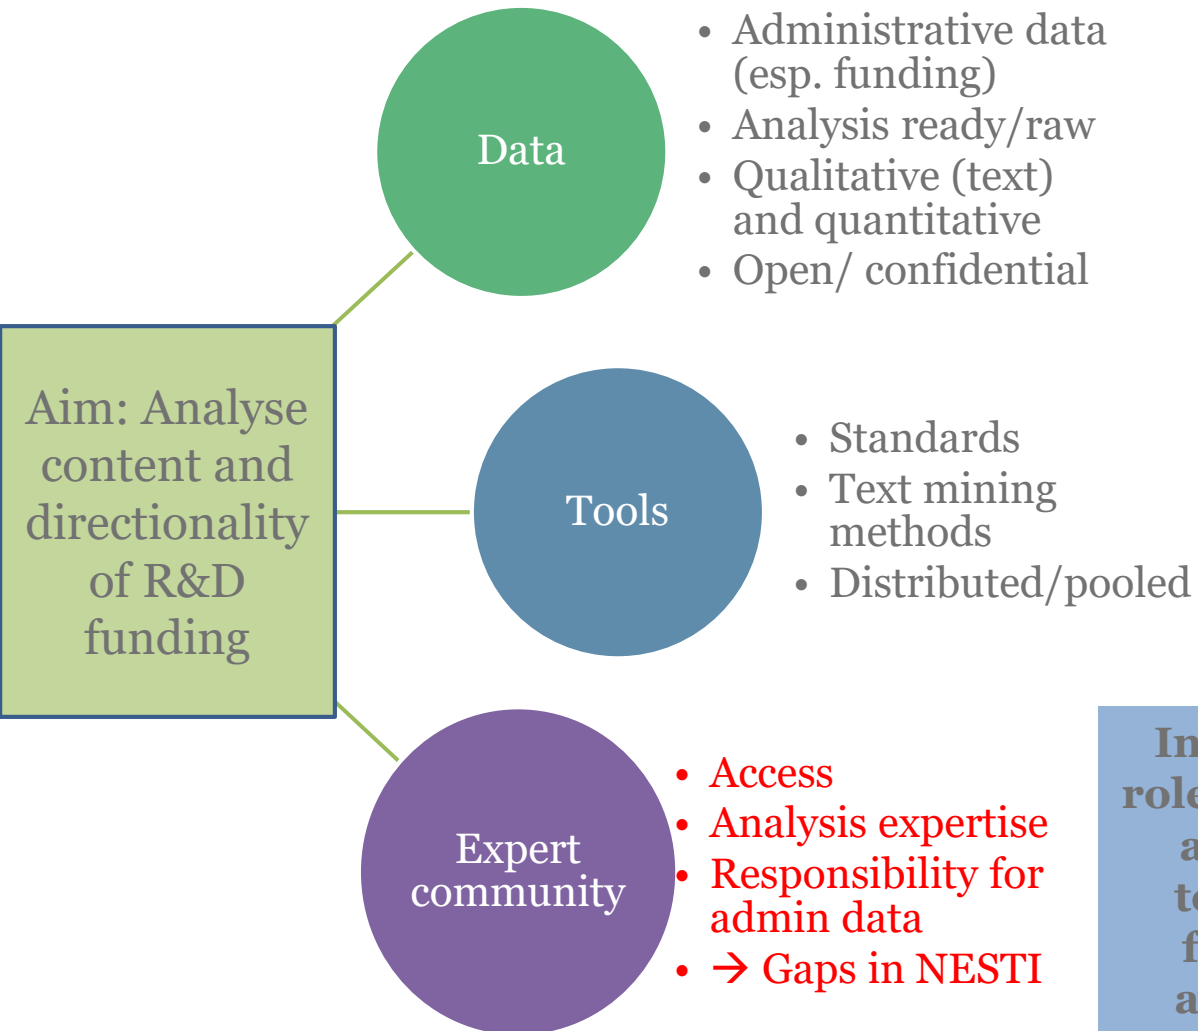 Data
• Administrative data
(esp. funding)
• Analysis ready/raw
• Qualitative (text)
and quantitative
• Open/ confidential
Aim: Analyse
content and
directionality
of R&D
funding
Tools
• Standards
• Text mining
methods
• Distributed/pooled
Expert
community
• Access
• Analysis expertise
• Responsibility for
admin data
• → Gaps in NESTI